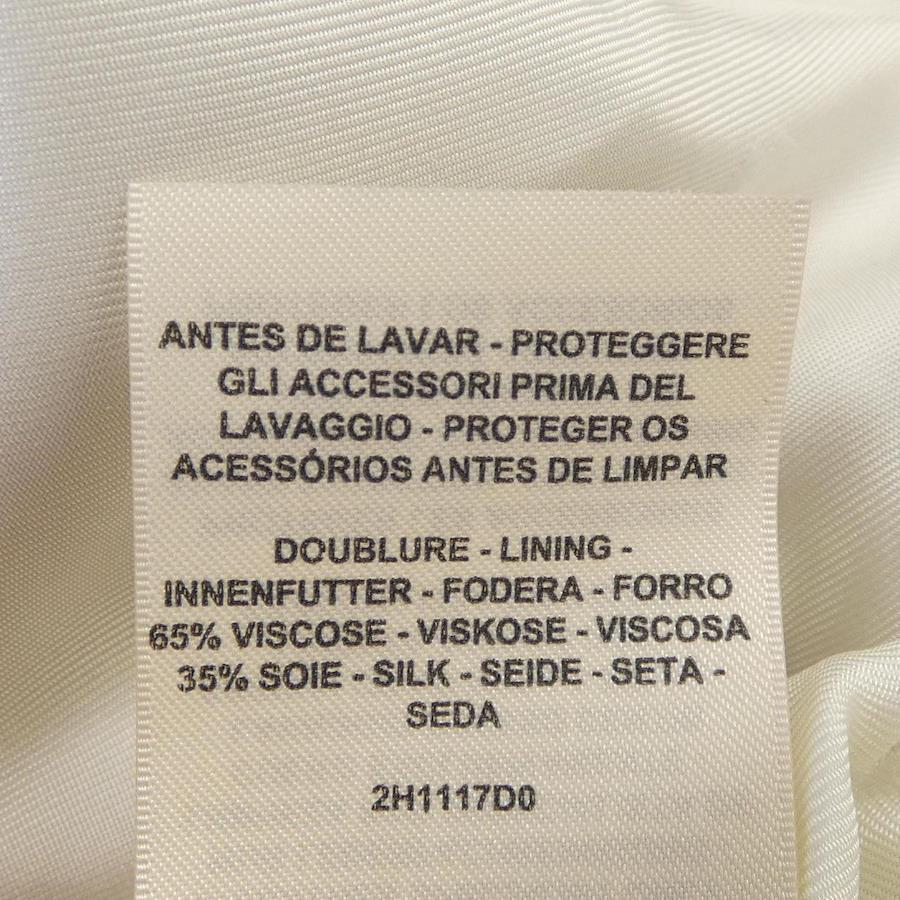 ANTES DE LAVAR - PROTEGGERE
GLI ACCESSORI PRIMA DEL
LAVAGGIO - PROTEGER OS
ACESSÓRIOS ANTES DE LIMPAR
DOUBLURE - LINING -
INNENFUTTER - FODERA - FORRO
65% VISCOSE - VISKOSE - VISCOSA
35% SOIE - SILK - SEIDE - SETA -
SEDA
2H1117D0